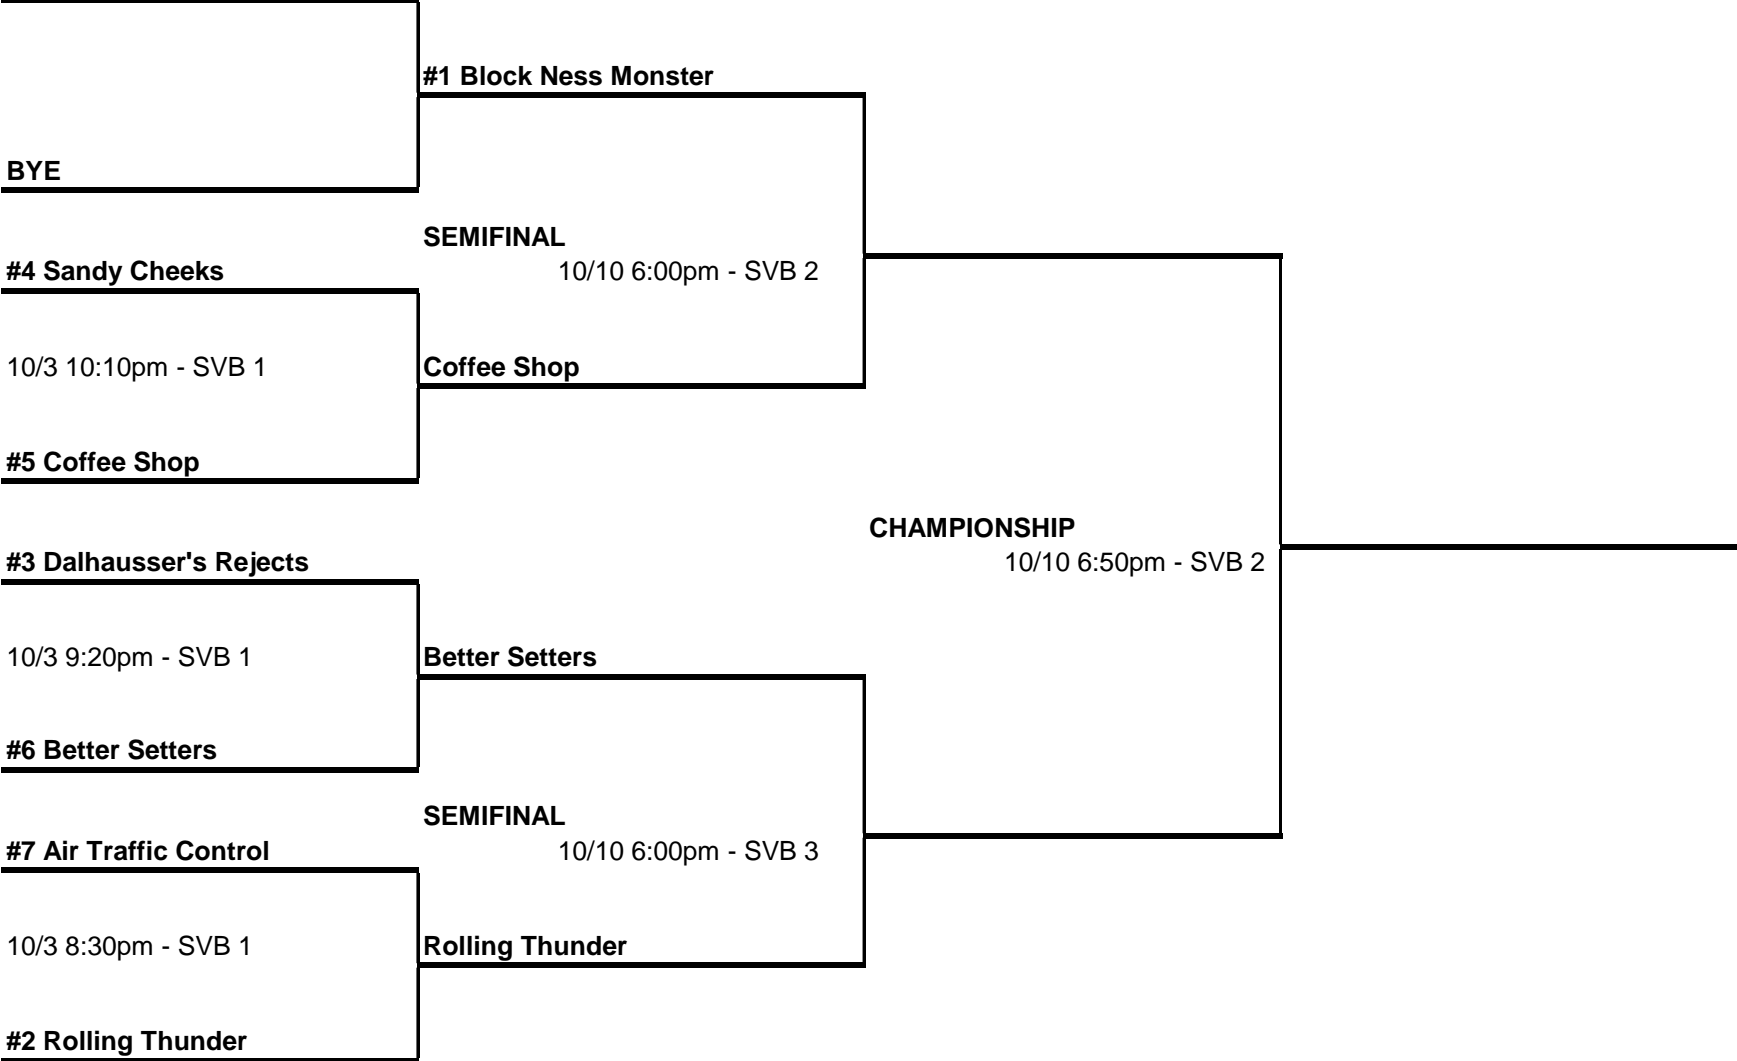 #1 Block Ness Monster
BYE
SEMIFINAL
#4 Sandy Cheeks
10/10 6:00pm - SVB 2
10/3 10:10pm - SVB 1
Coffee Shop
#5 Coffee Shop
CHAMPIONSHIP
#3 Dalhausser's Rejects
10/10 6:50pm - SVB 2
10/3 9:20pm - SVB 1
Better Setters
#6 Better Setters
SEMIFINAL
#7 Air Traffic Control
10/10 6:00pm - SVB 3
10/3 8:30pm - SVB 1
Rolling Thunder
#2 Rolling Thunder